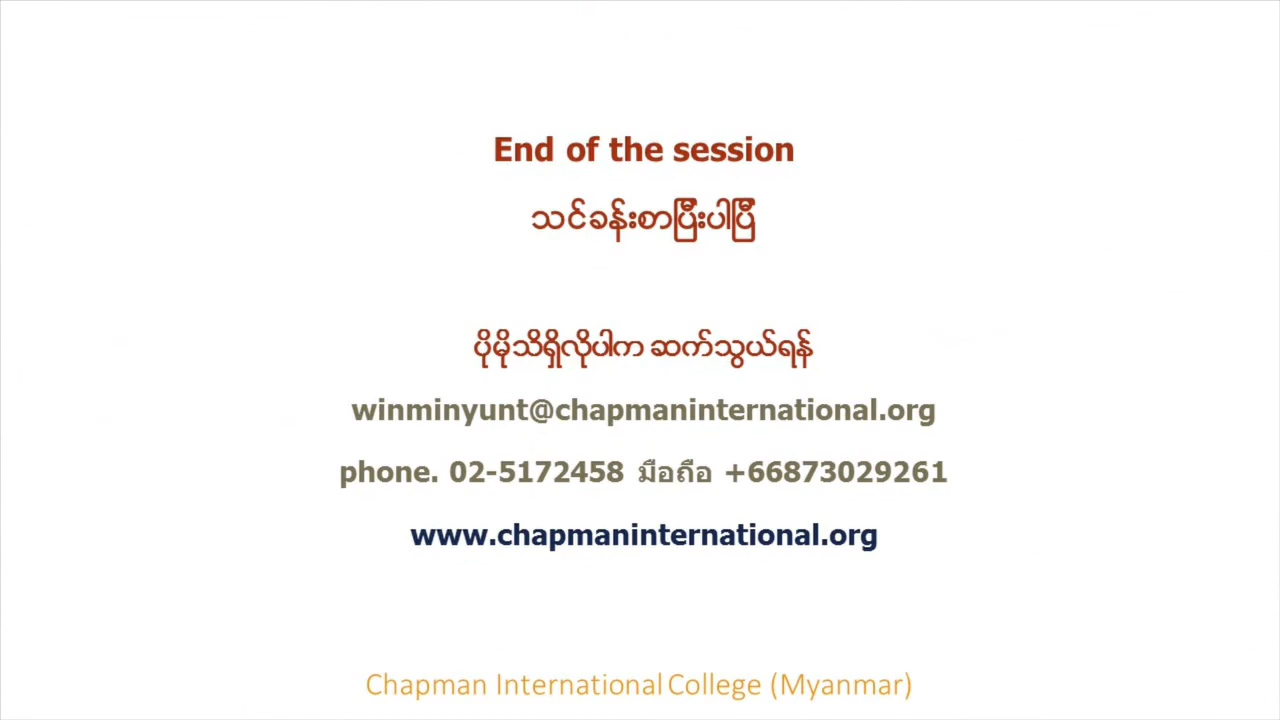 End of the session
သင်ခန်းစာပြီးပါပြီ
ပိုမိုသိရှိလိုပါက ဆက်သွယ်ရန်
winminyunt@chapmaninternational.org
phone. 02-5172458 มือถือ +66873029261
www.chapmaninternational.org
Chapman International College (Myanmar)